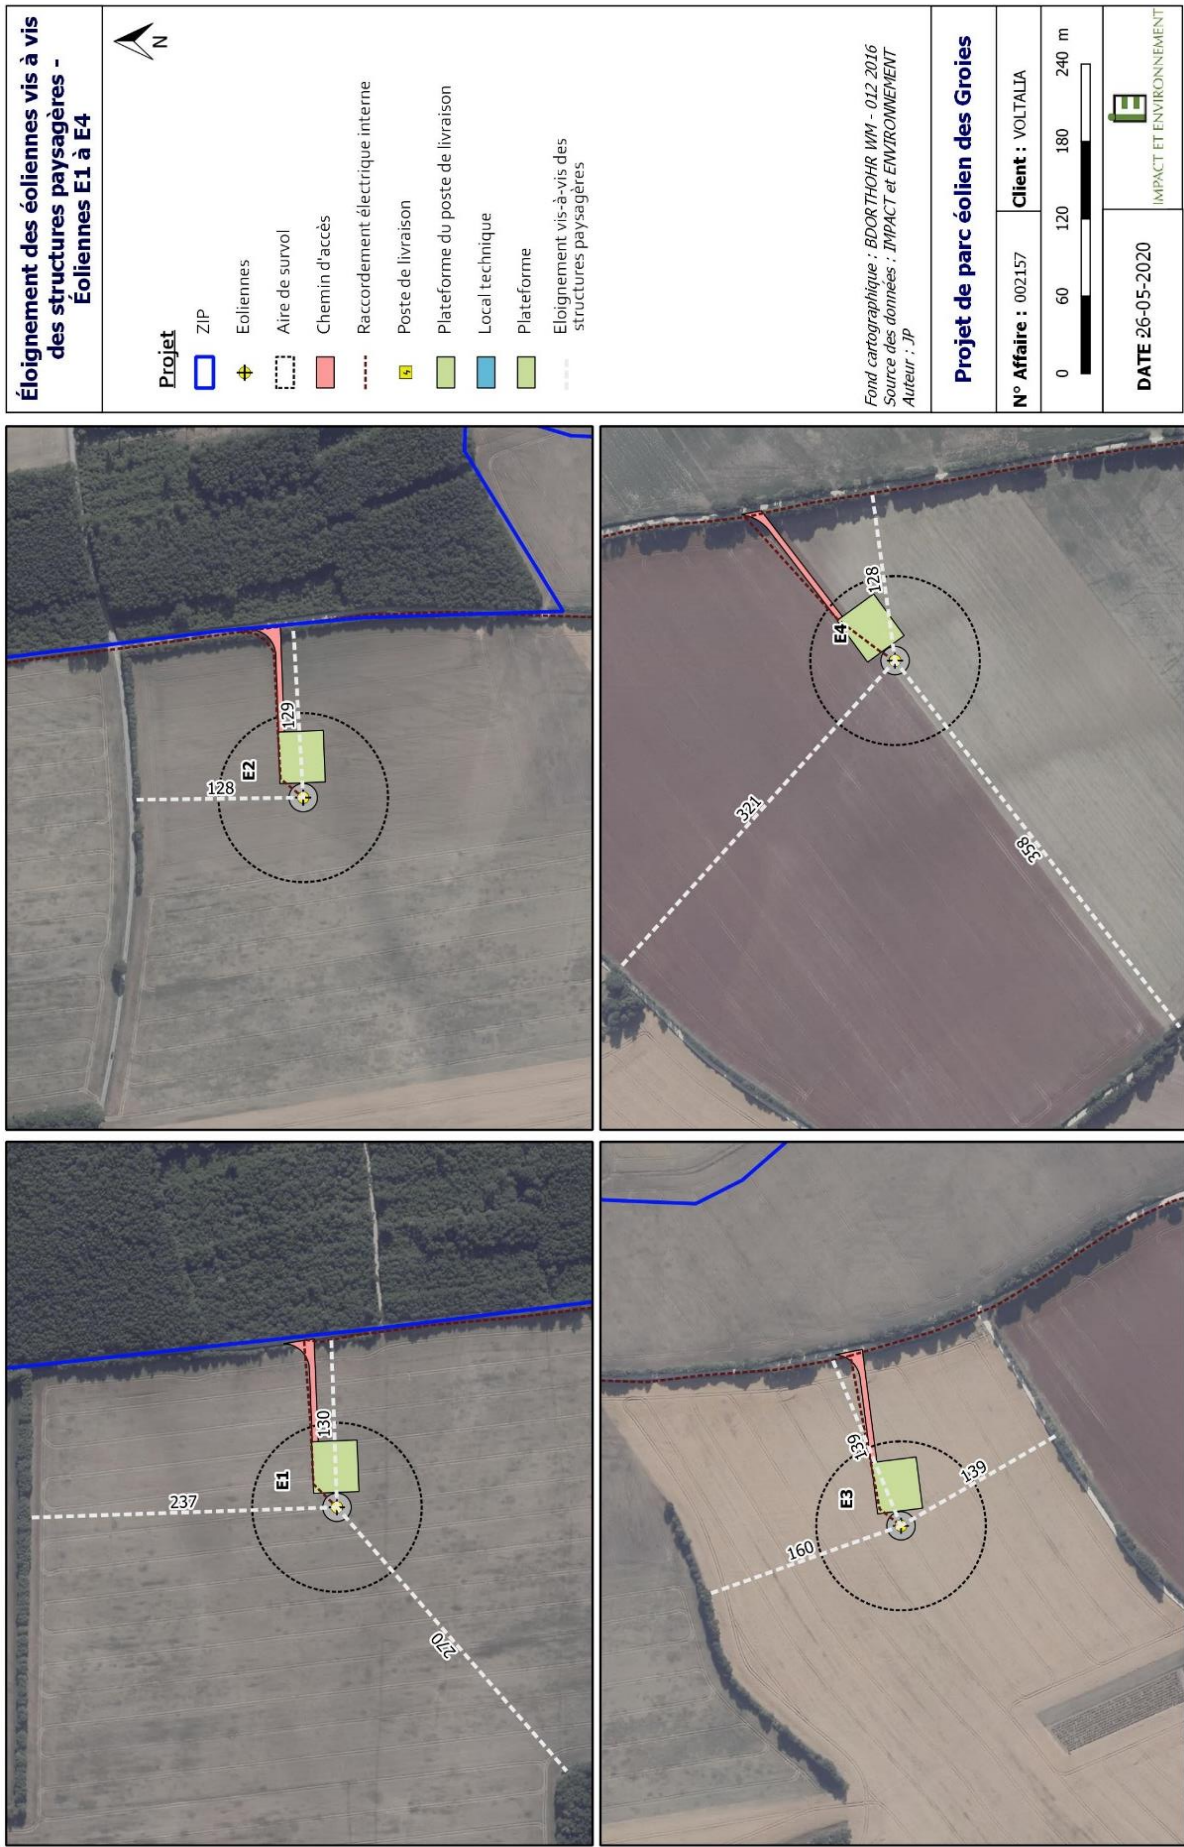 Éloignement des éoliennes vis à vis
des structures paysagères -
Éoliennes E1 à E4
N
Projet
ZIP
Eoliennes
Aire de survol
Chemin d'accès
Raccordement électrique interne
Poste de livraison
Plateforme du poste de livraison
Local technique
Plateforme
Eloignement vis-à-vis des
structures paysagères
Fond cartographique : BDORTHOHR WM - 012 2016
Source des données : IMPACT et ENVIRONNEMENT
Auteur : JP
Projet de parc éolien des Groies
N° Affaire : 002157
Client : VOLTALIA
0 60 120 180 240 m
DATE 26-05-2020
iE
IMPACT ET ENVIRONNEMENT
E1
237
130
270
E2
128
129
E3
160
139
139
E4
321
128
358